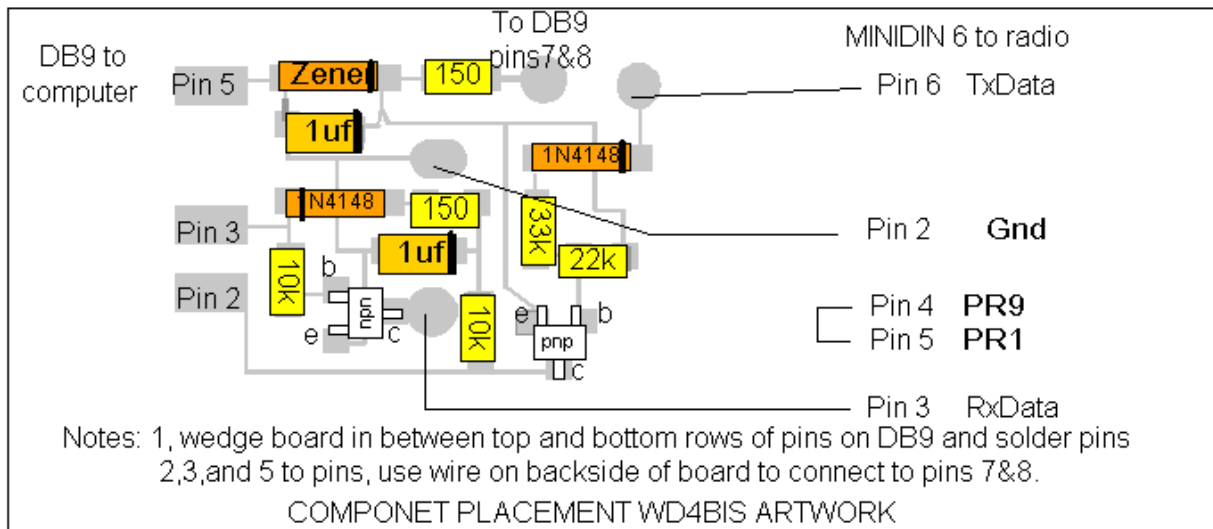 DB9 to
computer
To DB9
pins7&8
MINIDIN 6 to radio
Pin 5
Zener
150
Pin 6 TxData
1uf
1N4148
1N4148
150
33k
Pin 3
Pin 2 Gnd
1uf
22k
10k
b
Pin 2
npn
e
c
10k
e
b
pnp
c
Pin 4 PR9
Pin 5 PR1
Pin 3 RxData
Notes: 1, wedge board in between top and bottom rows of pins on DB9 and solder pins
2,3,and 5 to pins, use wire on backside of board to connect to pins 7&8.
COMPONET PLACEMENT WD4BIS ARTWORK